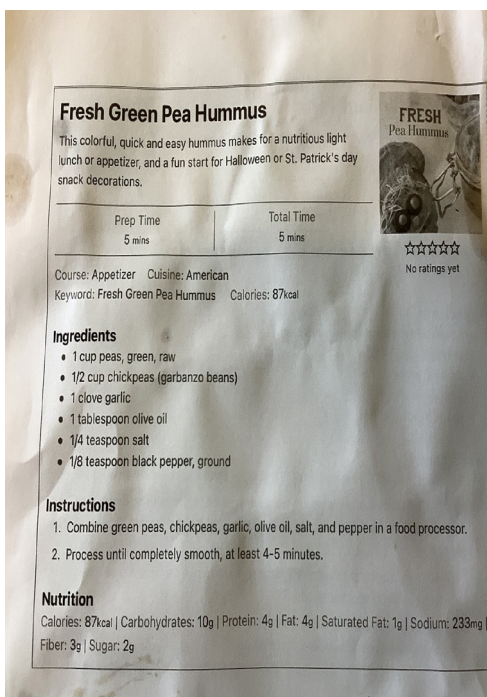 Fresh Green Pea Hummus
This colorful, quick and easy hummus makes for a nutritious light
lunch or appetizer, and a fun start for Halloween or St. Patrick's day
snack decorations.
FRESH
Pea Hummus
Prep Time
5 mins
Total Time
5 mins
No ratings yet
Course: Appetizer Cuisine: American
Keyword: Fresh Green Pea Hummus Calories: 87kcal
Ingredients
• 1 cup peas, green, raw
• 1/2 cup chickpeas (garbanzo beans)
• 1 clove garlic
• 1 tablespoon olive oil
• 1/4 teaspoon salt
• 1/8 teaspoon black pepper, ground
Instructions
1. Combine green peas, chickpeas, garlic, olive oil, salt, and pepper in a food processor.
2. Process until completely smooth, at least 4-5 minutes.
Nutrition
Calories: 87kcal | Carbohydrates: 10g | Protein: 4g | Fat: 4g | Saturated Fat: 1g | Sodium: 233mg |
Fiber: 3g | Sugar: 2g